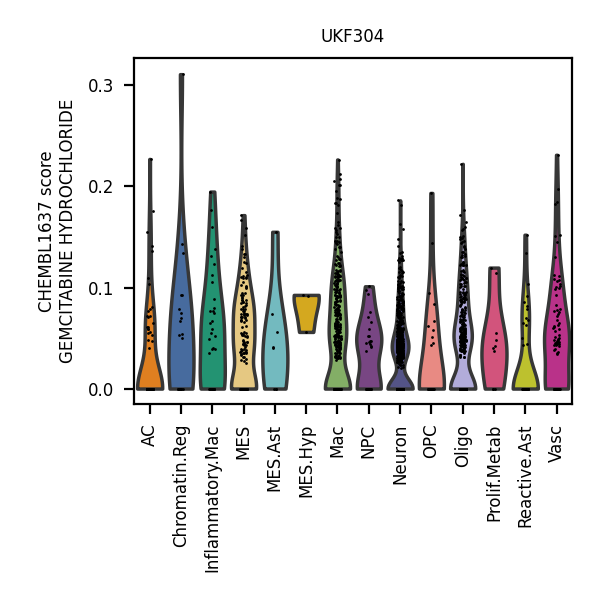 UKF304
CHEMBL1637 score
GEMCITABINE HYDROCHLORIDE
0.3
0.2
0.1
0.0
AC
Chromatin.Reg
Inflammatory.Mac
MES
MES.Ast
MES.Hyp
Mac
NPC
Neuron
OPC
Oligo
Prolif.Metab
Reactive.Ast
Vasc